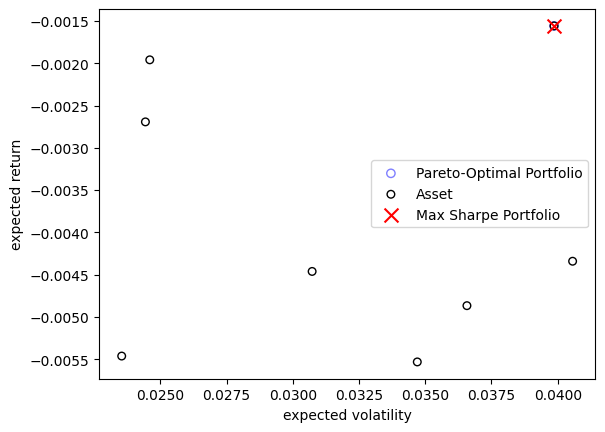 −0.0015
−0.0020
−0.0025
−0.0030
−0.0035
−0.0040
−0.0045
−0.0050
−0.0055
expected return
Pareto-Optimal Portfolio
Asset
Max Sharpe Portfolio
0.0250 0.0275 0.0300 0.0325 0.0350 0.0375 0.0400
expected volatility